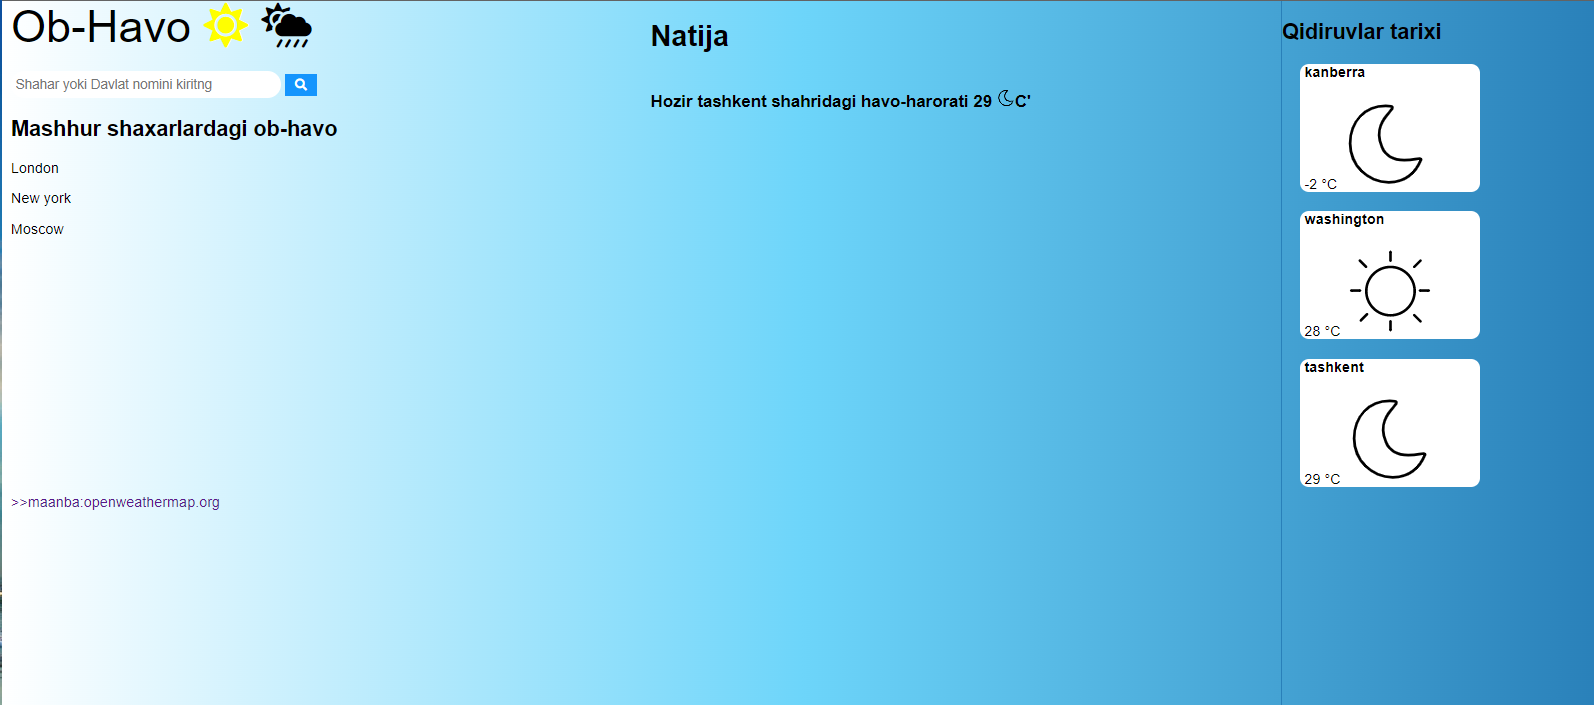 Ob-Havo
Shahar yoki Davlat nomini kiritng
Mashhur shaxarlardagi ob-havo
London
New york
Moscow
>>maanba:openweathermap.org
Natija
Hozir tashkent shahridagi havo-harorati 29 C'
Qidiruvlar tarixi
kanberra
-2 °C
washington
28 °C
tashkent
29 °C